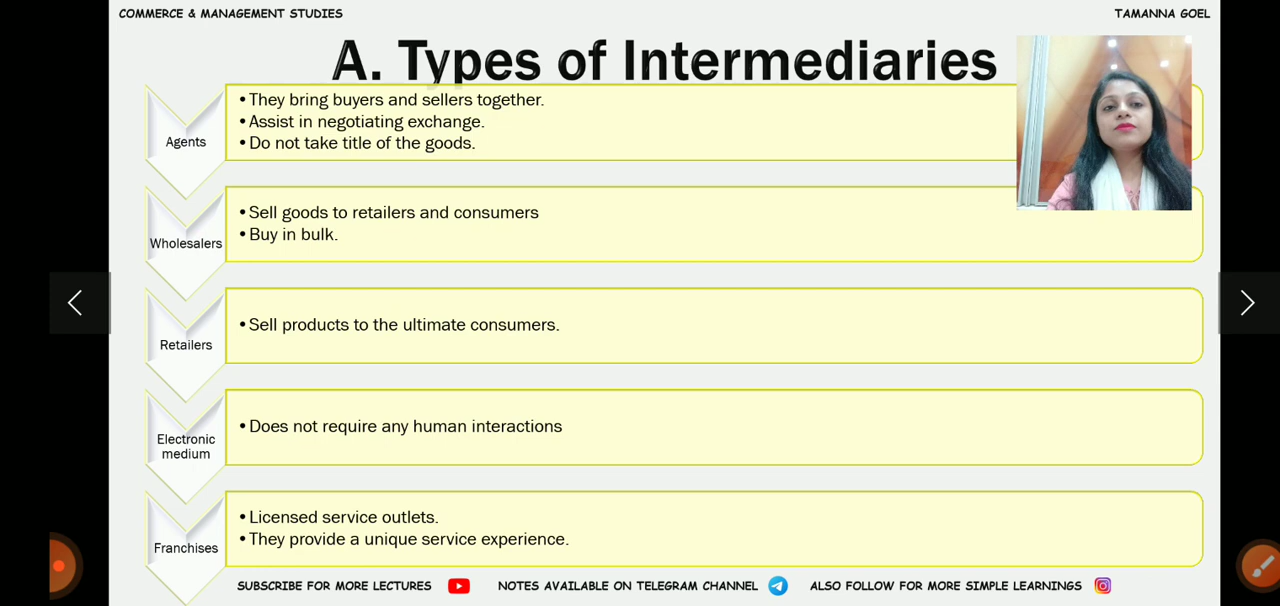 COMMERCE & MANAGEMENT STUDIES
TAMANNA GOEL
A. Types of Intermediaries
Agents
• They bring buyers and sellers together.
• Assist in negotiating exchange.
• Do not take title of the goods.
Wholesalers
• Sell goods to retailers and consumers
• Buy in bulk.
Retailers
• Sell products to the ultimate consumers.
Electronic
medium
• Does not require any human interactions
Franchises
• Licensed service outlets.
• They provide a unique service experience.
SUBSCRIBE FOR MORE LECTURES
NOTES AVAILABLE ON TELEGRAM CHANNEL
ALSO FOLLOW FOR MORE SIMPLE LEARNINGS